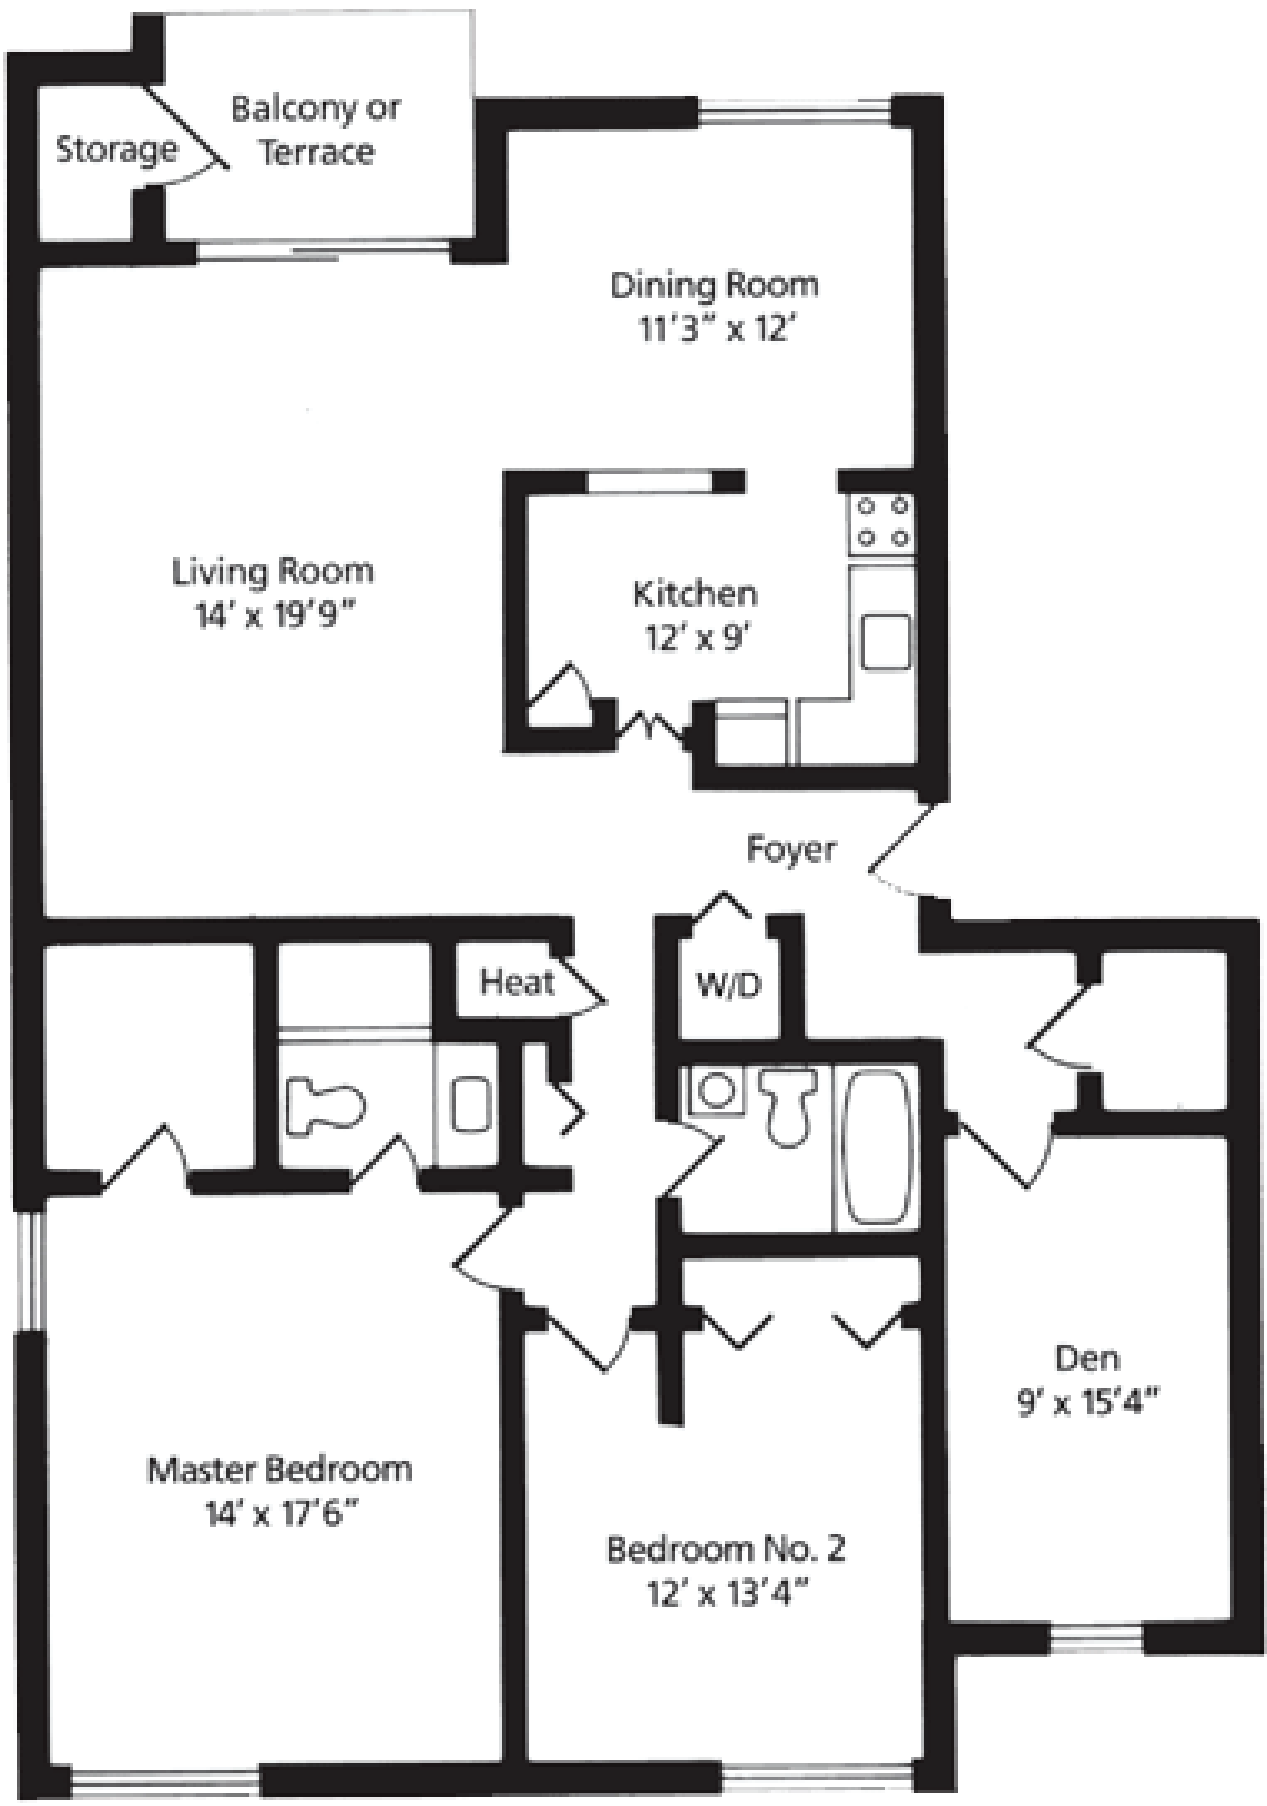 Balcony or
Terrace
Storage
Dining Room
11'3" x 12'
Living Room
14' x 19'9"
Kitchen
12' x 9'
Foyer
Heat
W/D
Den
9' x 15'4"
Master Bedroom
14' x 17'6"
Bedroom No. 2
12' x 13'4"